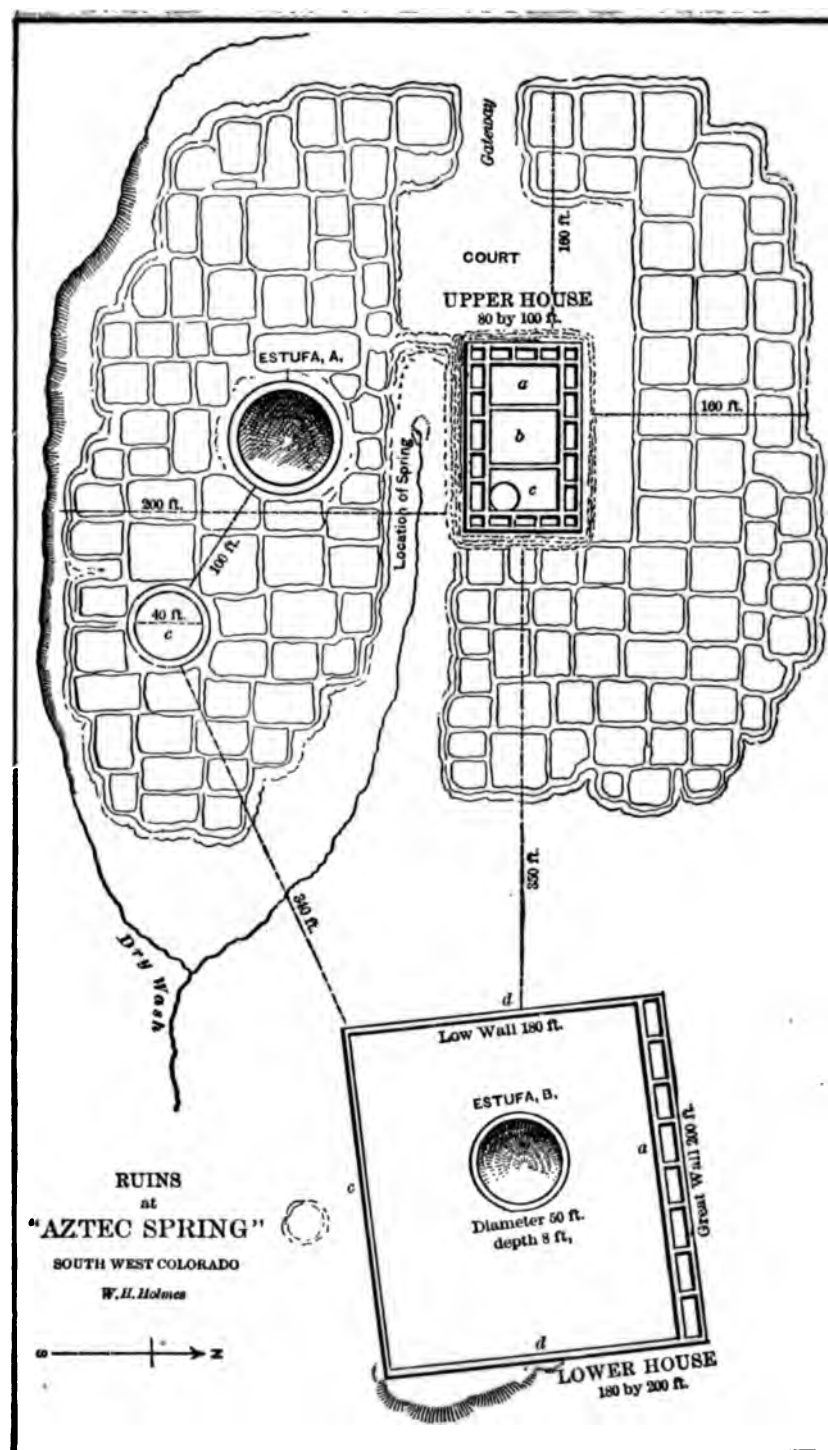 Gateway
160 ft.
COURT
UPPER HOUSE
80 by 100 ft.
ESTUFA, A,
a
b
c
Location of Spring
160 ft.
200 ft.
100 ft.
40 ft.
c
350 ft.
340 ft.
Dry Wash
d
Low Wall 180 ft.
ESTUFA, B,
a
Great Wall 200 ft.
c
Diameter 50 ft.
depth 8 ft,
d
LOWER HOUSE
180 by 200 ft.
RUINS
at
"AZTEC SPRING"
SOUTH WEST COLORADO
W. H. Holmes
S N